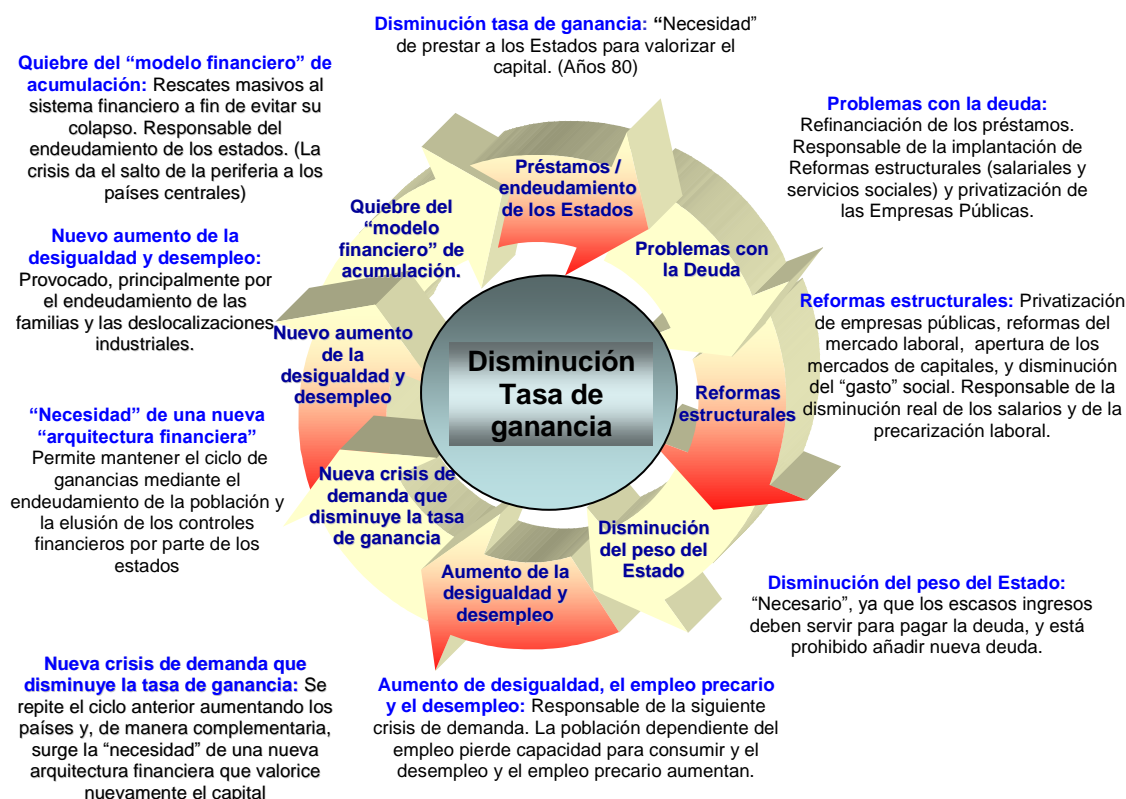 Disminución tasa de ganancia: “Necesidad”
de prestar a los Estados para valorizar el
capital. (Años 80)
Quiebre del “modelo financiero” de
acumulación: Rescates masivos al
sistema financiero a fin de evitar su
colapso. Responsable del
endeudamiento de los estados. (La
crisis da el salto de la periferia a los
países centrales)
Problemas con la deuda:
Refinanciación de los préstamos.
Responsable de la implantación de
Reformas estructurales (salariales y
servicios sociales) y privatización de
las Empresas Públicas.
Nuevo aumento de la
desigualdad y desempleo:
Provocado, principalmente por
el endeudamiento de las
familias y las deslocalizaciones
industriales.
Reformas estructurales: Privatización
de empresas públicas, reformas del
mercado laboral, apertura de los
mercados de capitales, y disminución
del “gasto” social. Responsable de la
disminución real de los salarios y de la
precarización laboral.
“Necesidad” de una nueva
“arquitectura financiera”
Permite mantener el ciclo de
ganancias mediante el
endeudamiento de la población y
la elusión de los controles
financieros por parte de los
estados
Préstamos /
endeudamiento
de los Estados
Quiebre del
“modelo
financiero” de
acumulación.
Problemas con
la Deuda
Nuevo aumento
de la
desigualdad y
desempleo
Disminución
Tasa de
ganancia
Reformas
estructurales
Nueva crisis de
demanda que
disminuye la tasa
de ganancia
Disminución
del peso del
Estado
Aumento de la
desigualdad y
desempleo
Disminución del peso del Estado:
“Necesario”, ya que los escasos ingresos
deben servir para pagar la deuda, y está
prohibido añadir nueva deuda.
Nueva crisis de demanda que
disminuye la tasa de ganancia: Se
repite el ciclo anterior aumentando los
países y, de manera complementaria,
surge la “necesidad” de una nueva
arquitectura financiera que valorice
nuevamente el capital
Aumento de desigualdad, el empleo precario
y el desempleo: Responsable de la siguiente
crisis de demanda. La población dependiente del
empleo pierde capacidad para consumir y el
desempleo y el empleo precario aumentan.